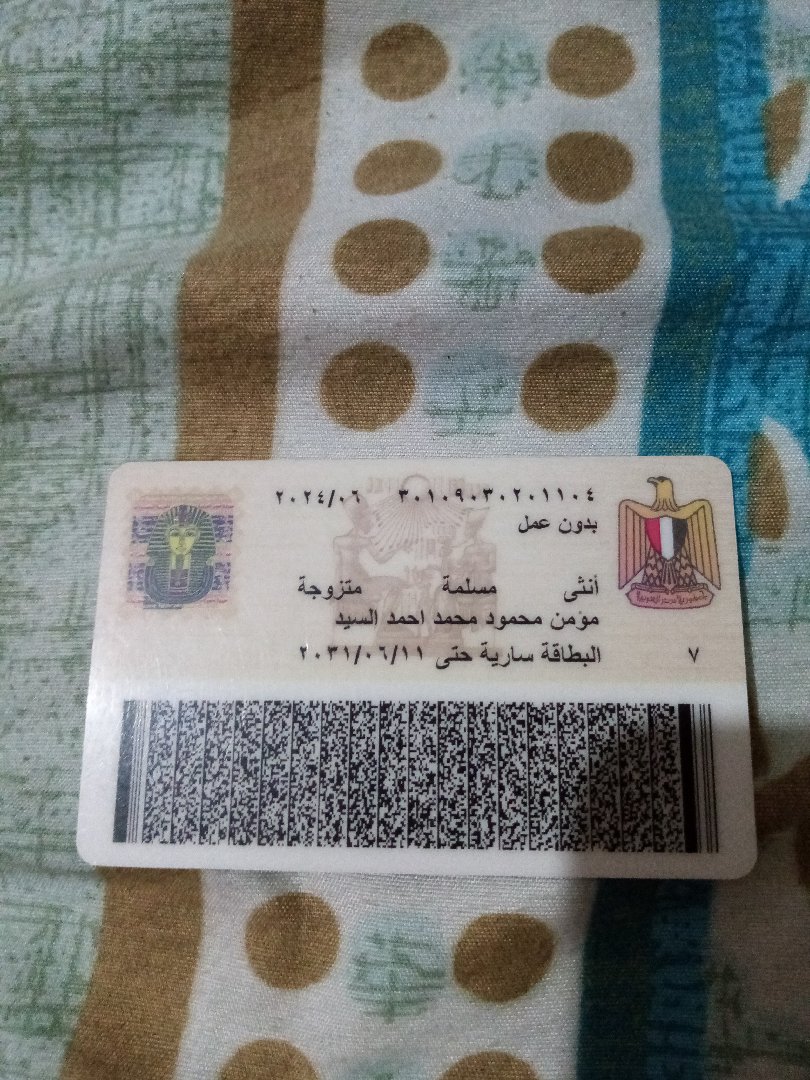 ٣٠١٠٩٠٣٠٢٠١١٠٤ ٢٠٢٤/٠٦
بدون عمل
أنثى مسلمة متزوجة
مؤمن محمود محمد احمد السيد
البطاقة سارية حتى ٢٠٣١/٠٦/١١
٧